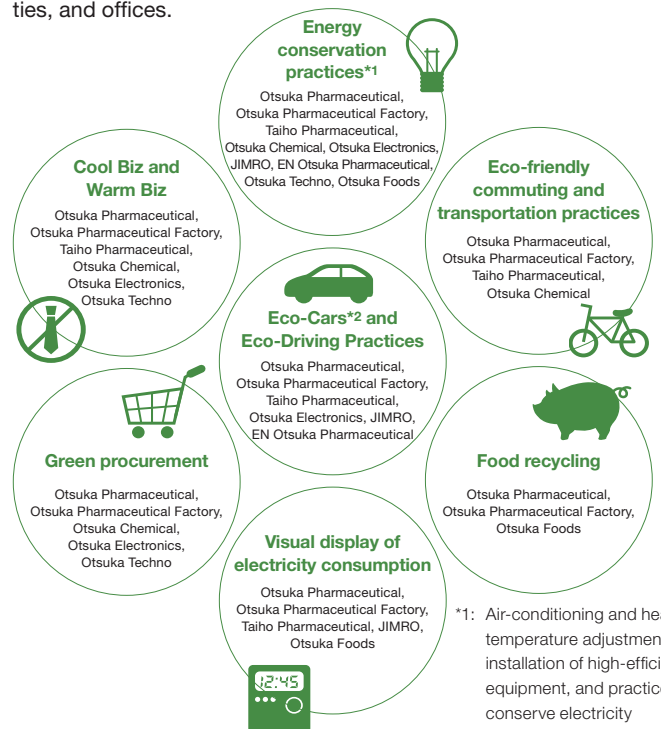 ties, and offices.
Energy
conservation
practices*1
Otsuka Pharmaceutical,
Otsuka Pharmaceutical Factory,
Taiho Pharmaceutical,
Otsuka Chemical, Otsuka Electronics,
JIMRO, EN Otsuka Pharmaceutical,
Otsuka Techno, Otsuka Foods
Cool Biz and
Warm Biz
Otsuka Pharmaceutical,
Otsuka Pharmaceutical Factory,
Taiho Pharmaceutical,
Otsuka Chemical,
Otsuka Electronics,
Otsuka Techno
Eco-friendly
commuting and
transportation practices
Otsuka Pharmaceutical,
Otsuka Pharmaceutical Factory,
Taiho Pharmaceutical,
Otsuka Chemical
Eco-Cars*2 and
Eco-Driving Practices
Otsuka Pharmaceutical,
Otsuka Pharmaceutical Factory,
Taiho Pharmaceutical,
Otsuka Electronics, JIMRO,
EN Otsuka Pharmaceutical
Green procurement
Otsuka Pharmaceutical,
Otsuka Pharmaceutical Factory,
Otsuka Chemical,
Otsuka Electronics,
Otsuka Techno
Food recycling
Otsuka Pharmaceutical,
Otsuka Pharmaceutical Factory,
Otsuka Foods
Visual display of
electricity consumption
Otsuka Pharmaceutical,
Otsuka Pharmaceutical Factory,
Taiho Pharmaceutical, JIMRO,
Otsuka Foods
12:45
*1: Air-conditioning and
temperature
installation of
equipment, and
conserve electricity